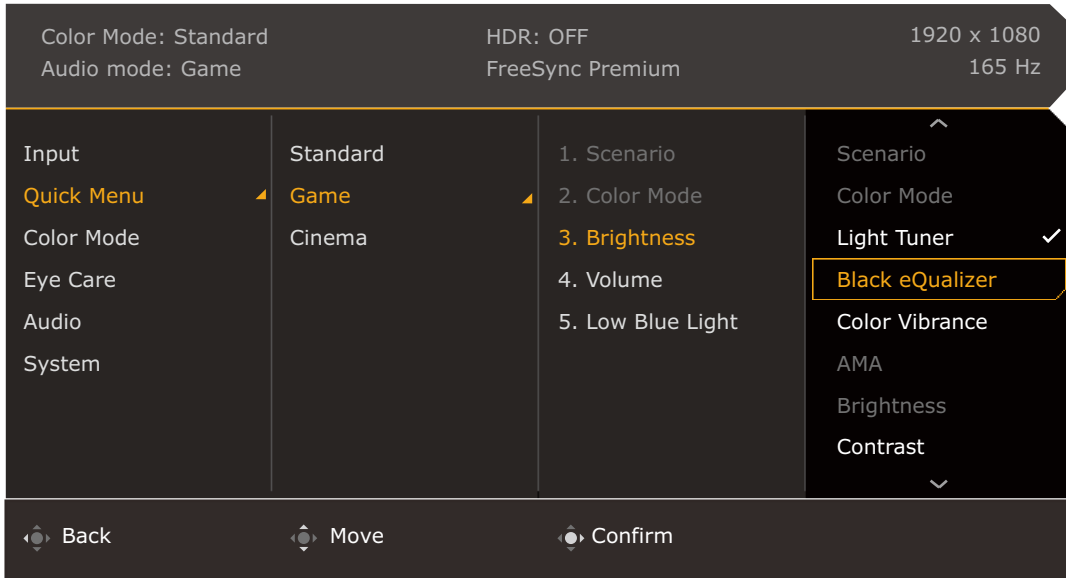 Color Mode: Standard
HDR: OFF
1920 x 1080
Audio mode: Game
FreeSync Premium
165 Hz
Input
Quick Menu
Color Mode
Eye Care
Audio
System
Standard
Game
Cinema
1. Scenario
2. Color Mode
3. Brightness
4. Volume
5. Low Blue Light
Scenario
Color Mode
Light Tuner
Black eQualizer
Color Vibrance
AMA
Brightness
Contrast
Back
Move
Confirm